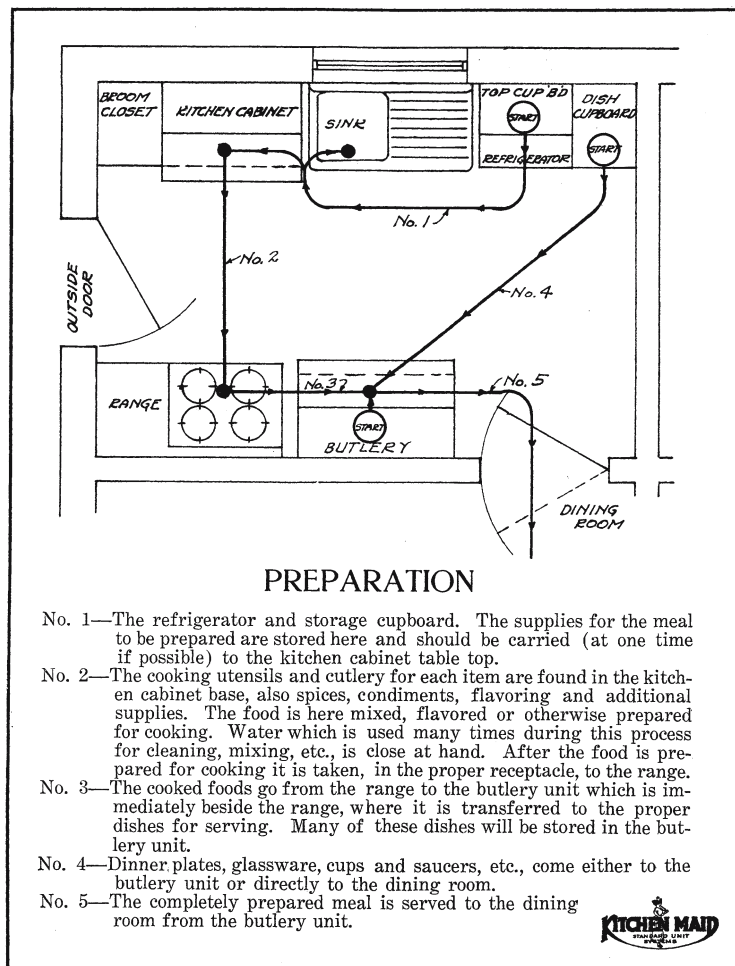 BROOM
CLOSET
KITCHEN CABINET
SINK
TOP CUP'B'D
START
REFRIGERATOR
DISH
CUPBOARD
START
No. 1
No. 2
No. 4
OUTSIDE
DOOR
RANGE
No. 3
No. 5
START
BUTLERY
DINING
ROOM
PREPARATION
No. 1—The refrigerator and storage cupboard. The supplies for the meal
to be prepared are stored here and should be carried (at one time
if possible) to the kitchen cabinet table top.
No. 2—The cooking utensils and cutlery for each item are found in the kitch-
en cabinet base, also spices, condiments, flavoring and additional
supplies. The food is here mixed, flavored or otherwise prepared
for cooking. Water which is used many times during this process
for cleaning, mixing, etc., is close at hand. After the food is pre-
pared for cooking it is taken, in the proper receptacle, to the range.
No. 3—The cooked foods go from the range to the butlery unit which is im-
mediately beside the range, where it is transferred to the proper
dishes for serving. Many of these dishes will be stored in the but-
lery unit.
No. 4—Dinner plates, glassware, cups and saucers, etc., come either to the
butlery unit or directly to the dining room.
No. 5—The completely prepared meal is served to the dining
room from the butlery unit.
KITCHEN MAID
STANDARD UNIT
SYSTEMS